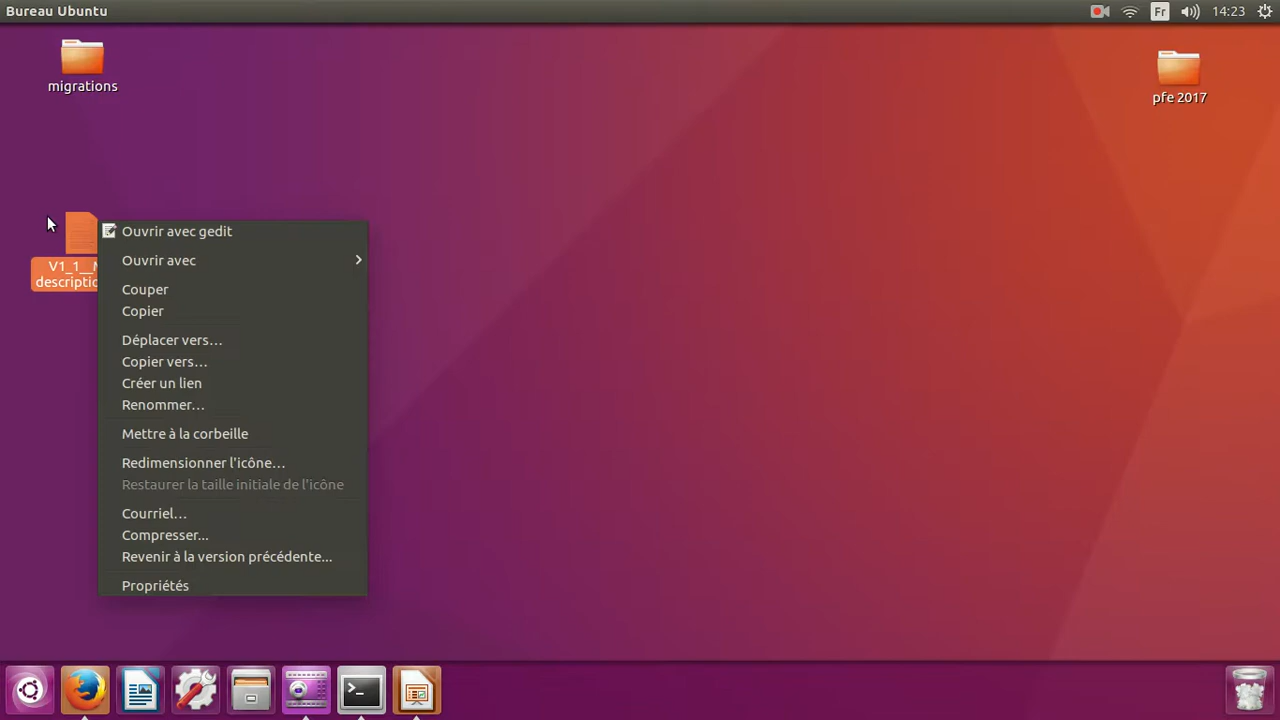 Bureau Ubuntu
Fr
14:23
migrations
pfe 2017
V1_1__
descriptio
Ouvrir avec gedit
Ouvrir avec
Couper
Copier
Déplacer vers…
Copier vers…
Créer un lien
Renommer…
Mettre à la corbeille
Redimensionner l'icône…
Restaurer la taille initiale de l'icône
Courriel…
Compresser...
Revenir à la version précédente...
Propriétés